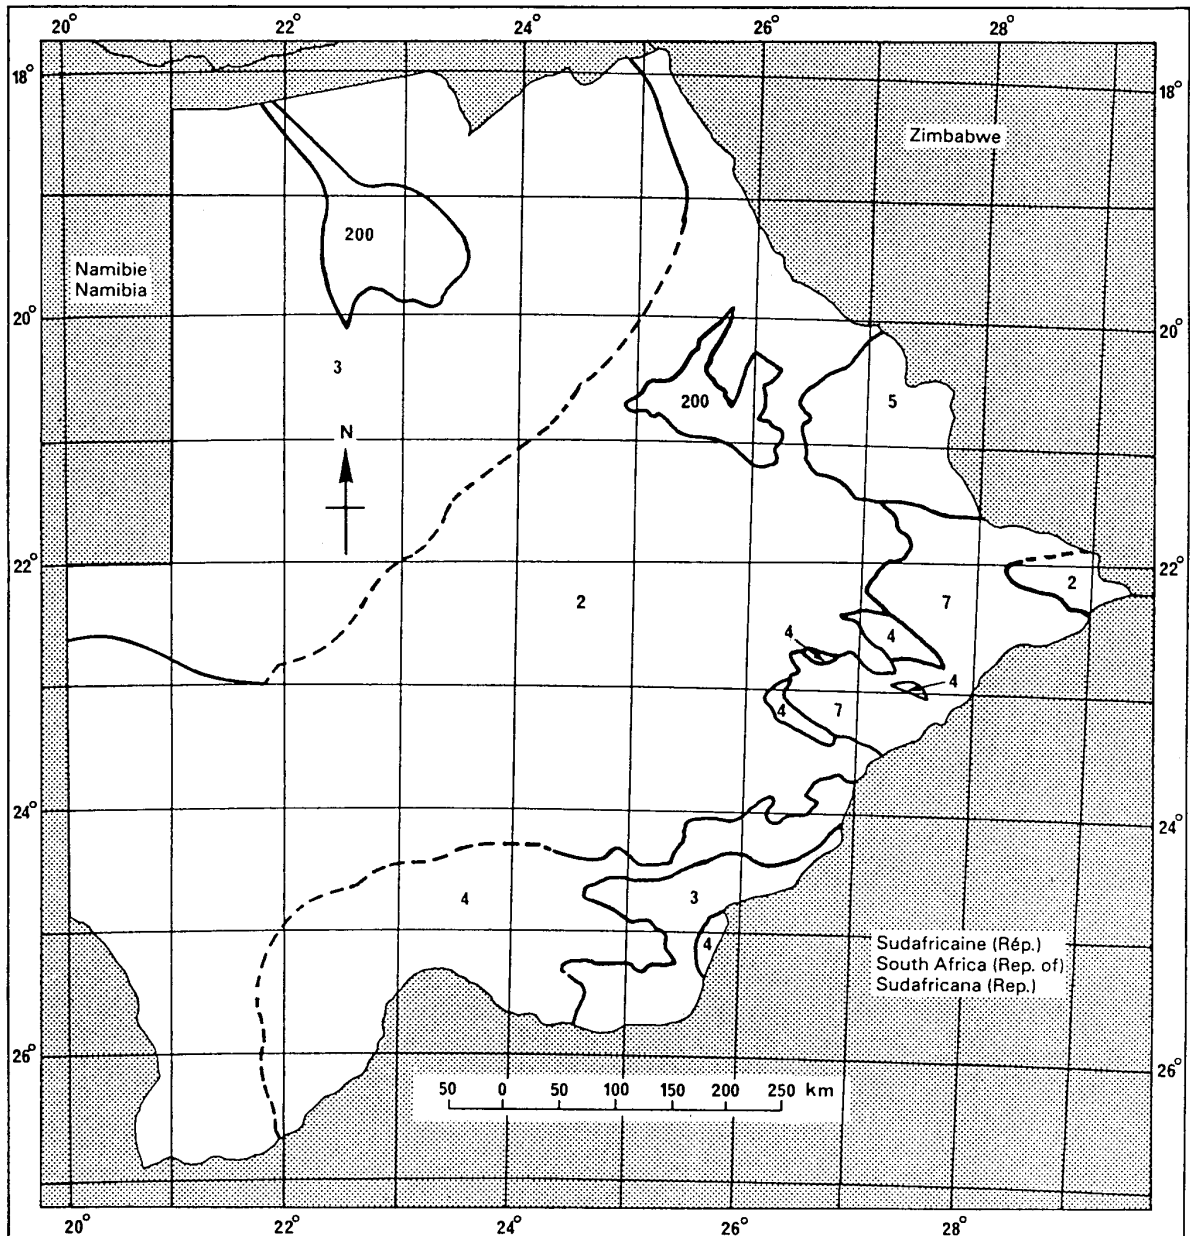 20° 22° 24° 26° 28°
18° 18°
Zimbabwe
200
Namibie
Namibia
20° 20°
3
200 5
N
22° 22°
2 7 2
4 4
4
4 7
24° 24°
4 3
4
Sudafricaine (Rép.)
South Africa (Rep. of)
Sudafricana (Rep.)
26° 26°
50 0 50 100 150 200 250 km
20° 22° 24° 26° 28°